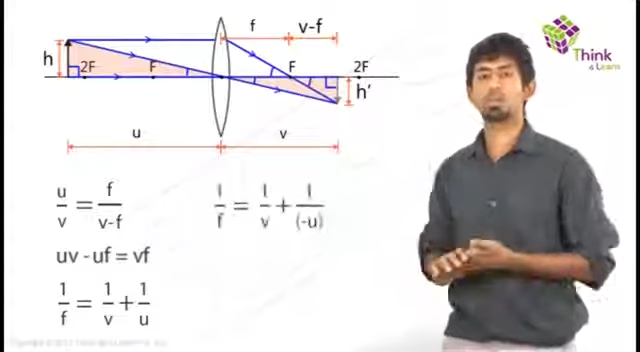 f
v-f
h
2F
F
F
2F
h'
u
v
u/v = f/(v-f)
1/f = 1/v + 1/(-u)
uv - uf = vf
1/f = 1/v + 1/u
Think
& Learn